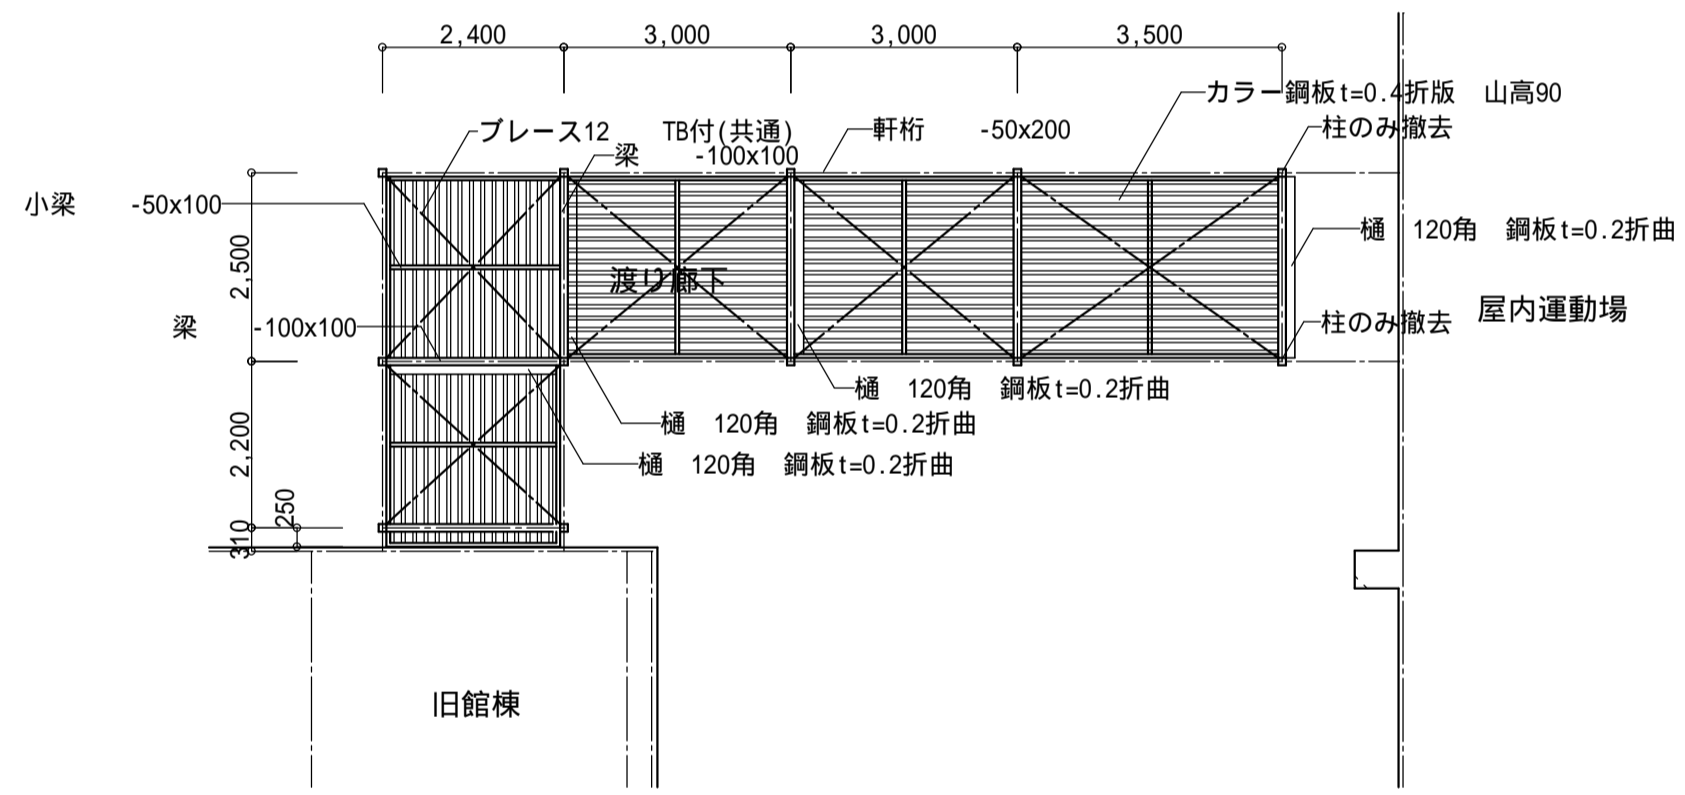 2,400
3,000
3,000
3,500
カラー鋼板t=0.4折版 山高90
ブレース12 TB付(共通)
軒桁 -50x200
柱のみ撤去
梁 -100x100
小梁 -50x100
樋 120角 鋼板t=0.2折曲
2,500
渡り廊下
梁 -100x100
柱のみ撤去
屋内運動場
樋 120角 鋼板t=0.2折曲
樋 120角 鋼板t=0.2折曲
樋 120角 鋼板t=0.2折曲
2,200
250
310
旧館棟